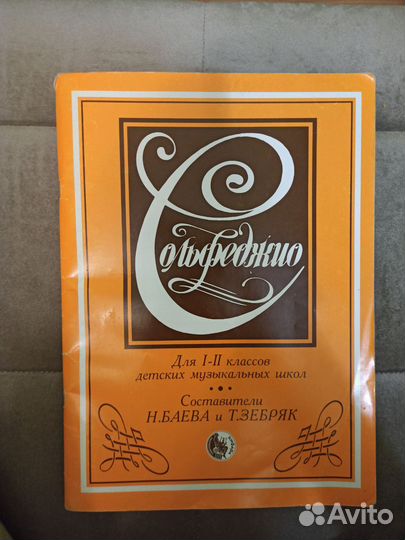 Сольфеджио
Для I-II классов
детских музыкальных школ
Составители
Н.БАЕВА и Т.ЗЕБРЯК
Avito